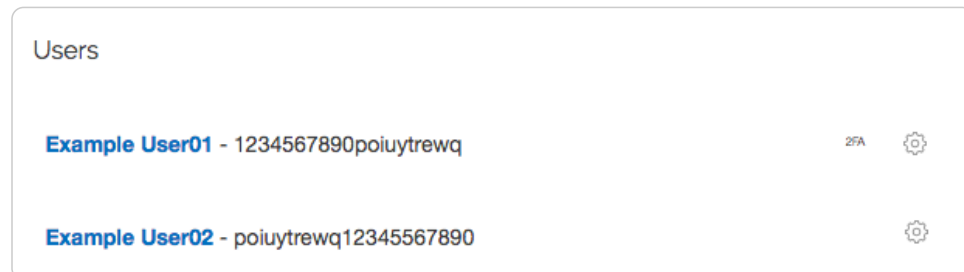 Users
Example User01 - 1234567890poiuytrewq 2FA
Example User02 - poiuytrewq12345567890